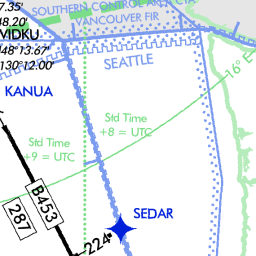 7.35'
48.20'
SOUTHERN CONTROL AREA CTA
VANCOUVER FIR
VIDKU
48°13.67'
130°12.00'
SEATTLE
16° E
KANUA
Std Time
+8 = UTC
Std Time
+9 = UTC
B453
287
SEDAR
224°